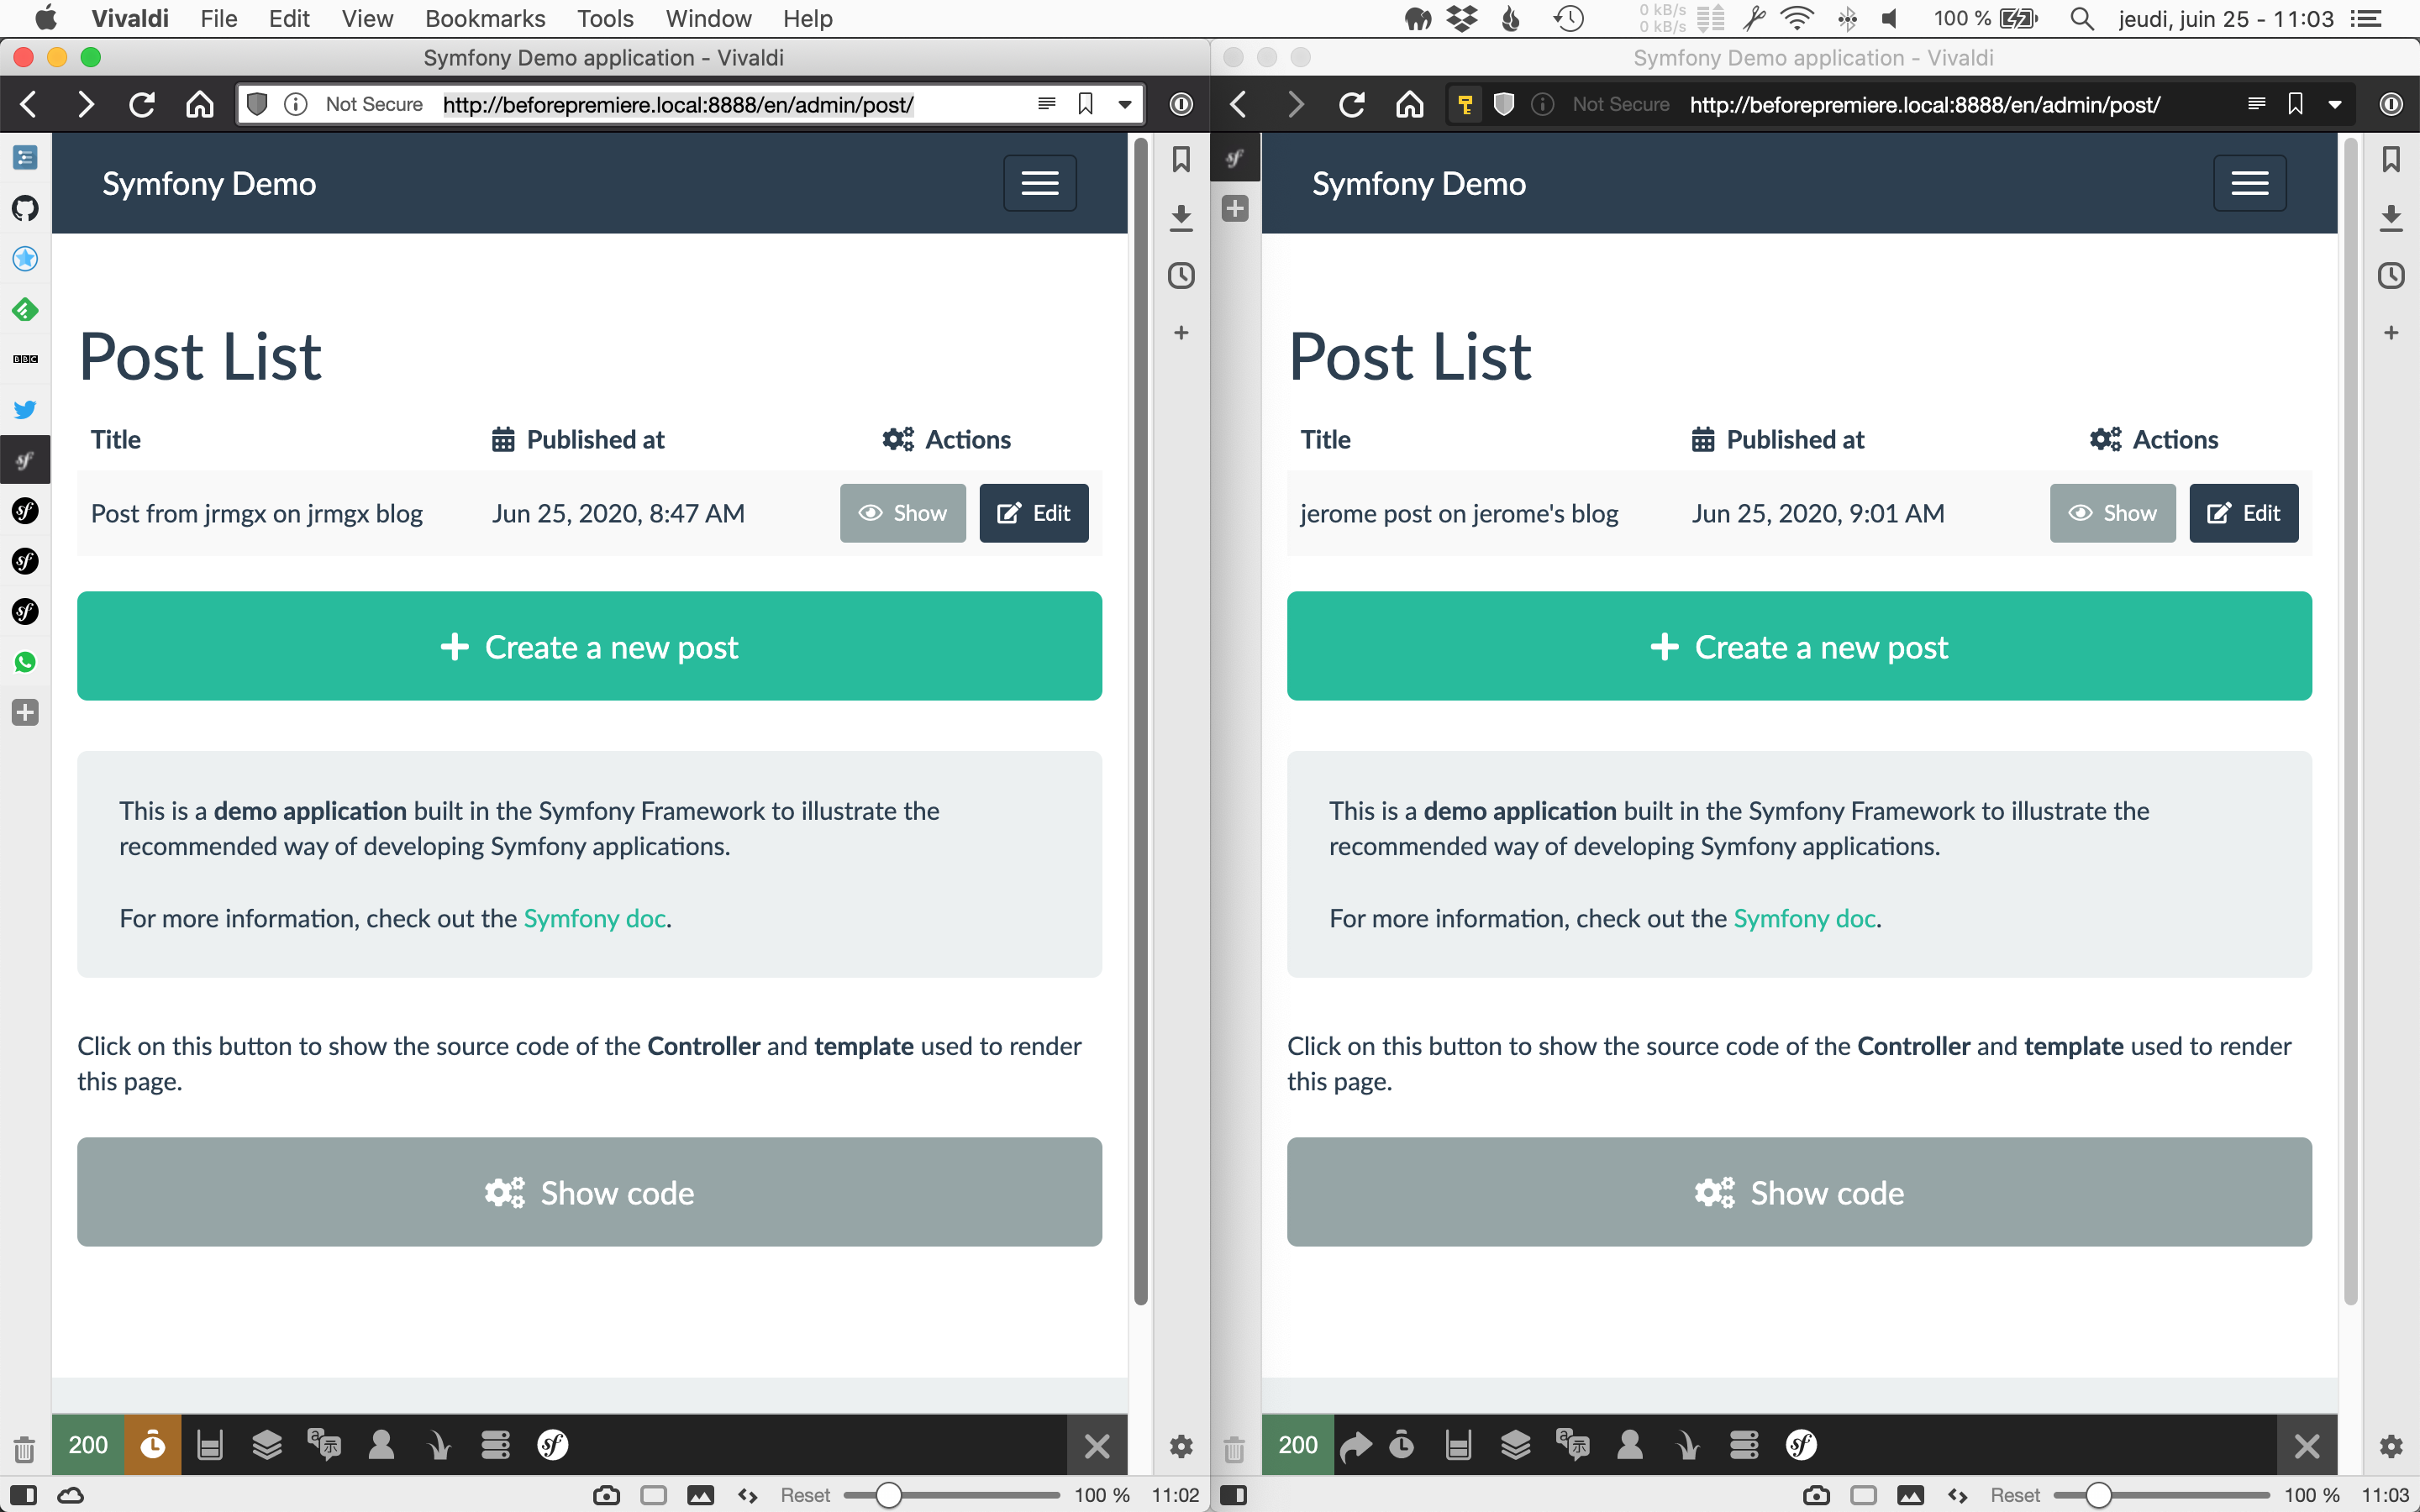 Vivaldi File Edit View Bookmarks Tools Window Help
0 kB/s
0 kB/s
100 %
jeudi, juin 25 - 11:03
Symfony Demo application - Vivaldi
Not Secure http://beforepremiere.local:8888/en/admin/post/
BBC
Symfony Demo
Post List
Title Published at Actions
Post from jrmgx on jrmgx blog Jun 25, 2020, 8:47 AM Show Edit
Create a new post
This is a demo application built in the Symfony Framework to illustrate the
recommended way of developing Symfony applications.
For more information, check out the Symfony doc.
Click on this button to show the source code of the Controller and template used to render
this page.
Show code
200
Reset 100 % 11:02
Symfony Demo application - Vivaldi
Not Secure http://beforepremiere.local:8888/en/admin/post/
Symfony Demo
Post List
Title Published at Actions
jerome post on jerome's blog Jun 25, 2020, 9:01 AM Show Edit
Create a new post
This is a demo application built in the Symfony Framework to illustrate the
recommended way of developing Symfony applications.
For more information, check out the Symfony doc.
Click on this button to show the source code of the Controller and template used to render
this page.
Show code
200
Reset 100 % 11:03